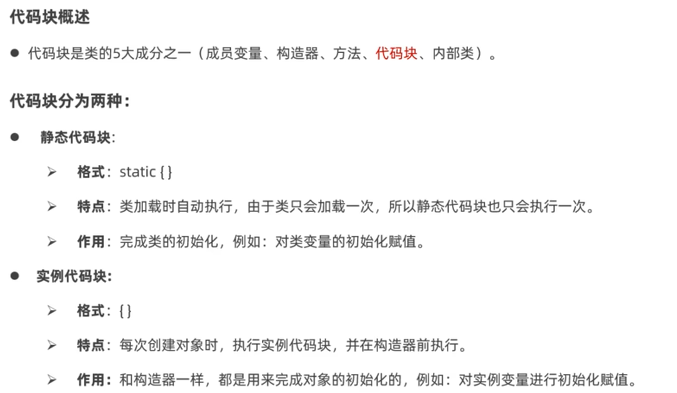 代码块概述
● 代码块是类的5大成分之一（成员变量、构造器、方法、代码块、内部类）。
代码块分为两种：
● 静态代码块：
➢ 格式：static { }
➢ 特点：类加载时自动执行，由于类只会加载一次，所以静态代码块也只会执行一次。
➢ 作用：完成类的初始化，例如：对类变量的初始化赋值。
● 实例代码块：
➢ 格式：{ }
➢ 特点：每次创建对象时，执行实例代码块，并在构造器前执行。
➢ 作用：和构造器一样，都是用来完成对象的初始化的，例如：对实例变量进行初始化赋值。